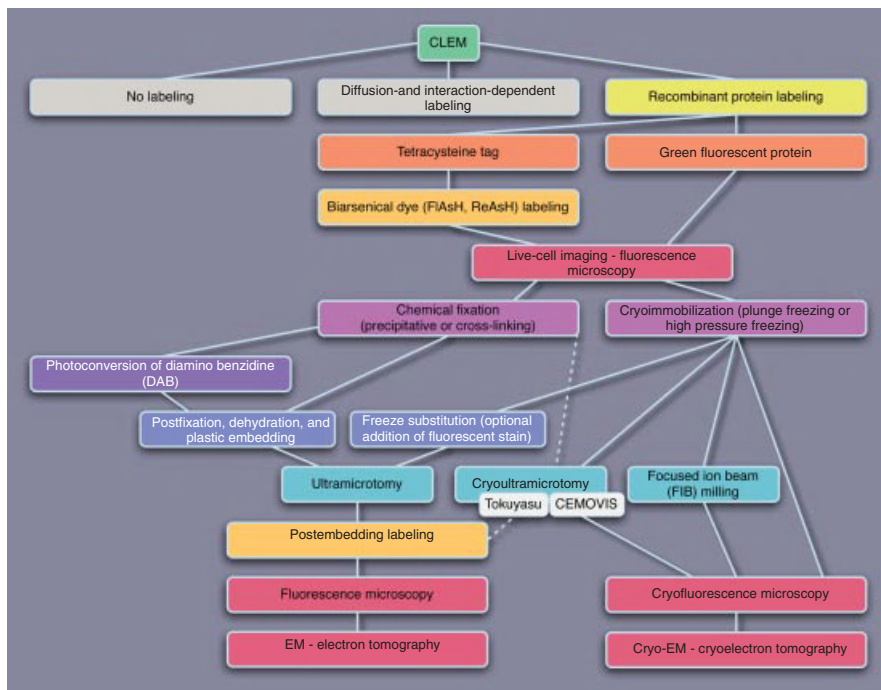 CLEM
No labeling
Diffusion-and interaction-dependent
labeling
Recombinant protein labeling
Tetracysteine tag
Green fluorescent protein
Biarsenical dye (FlAsH, ReAsH) labeling
Live-cell imaging - fluorescence
microscopy
Chemical fixation
(precipitative or cross-linking)
Cryoimmobilization (plunge freezing or
high pressure freezing)
Photoconversion of diamino benzidine
(DAB)
Postfixation, dehydration, and
plastic embedding
Freeze substitution (optional
addition of fluorescent stain)
Ultramicrotomy
Cryoultramicrotomy
Tokuyasu
CEMOVIS
Focused ion beam
(FIB) milling
Postembedding labeling
Fluorescence microscopy
Cryofluorescence microscopy
EM - electron tomography
Cryo-EM - cryoelectron tomography